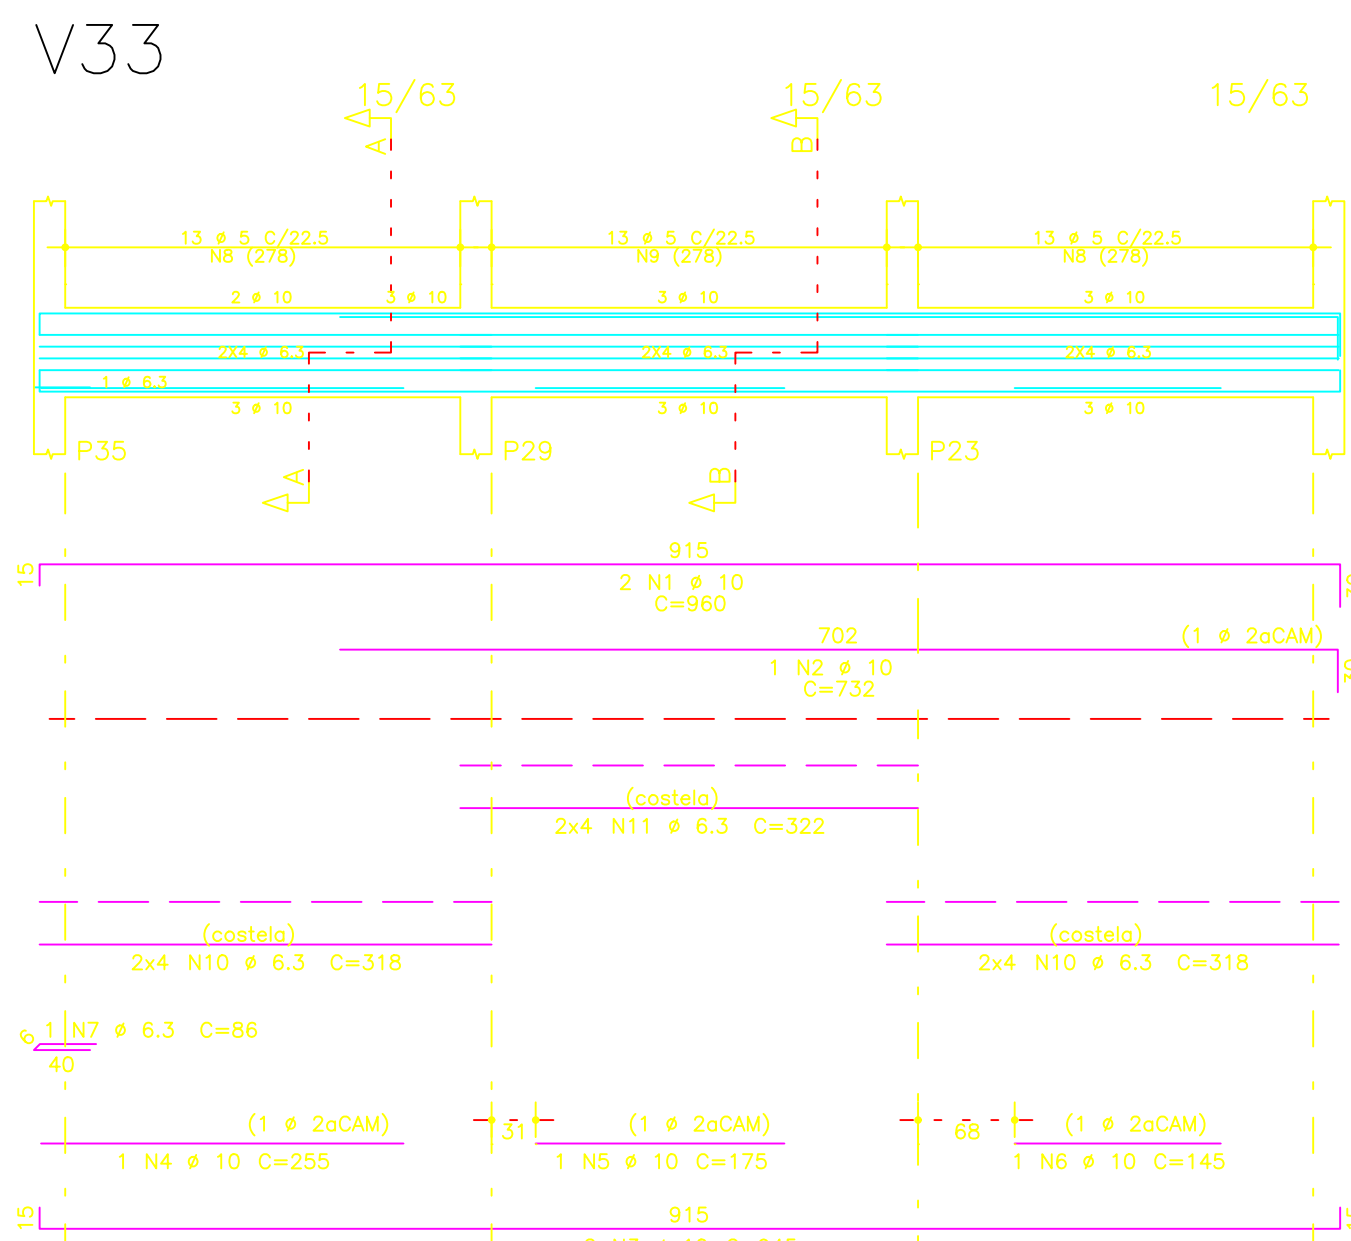 V33
15/63 15/63 15/63
A B
13 ø 5 C/22.5 13 ø 5 C/22.5 13 ø 5 C/22.5
N8 (278) N9 (278) N8 (278)
2 ø 10 3 ø 10 3 ø 10 3 ø 10
2X4 ø 6.3 2X4 ø 6.3 2X4 ø 6.3
1 ø 6.3
3 ø 10 3 ø 10 3 ø 10
P35 P29 P23
A B
915
15
2 N1 ø 10
C=960
702 (1 ø 2aCAM)
1 N2 ø 10
C=732
(costela)
2x4 N11 ø 6.3 C=322
(costela) (costela)
2x4 N10 ø 6.3 C=318 2x4 N10 ø 6.3 C=318
6 1 N7 ø 6.3 C=86
40
(1 ø 2aCAM) 31 (1 ø 2aCAM) 68 (1 ø 2aCAM)
1 N4 ø 10 C=255 1 N5 ø 10 C=175 1 N6 ø 10 C=145
15 915